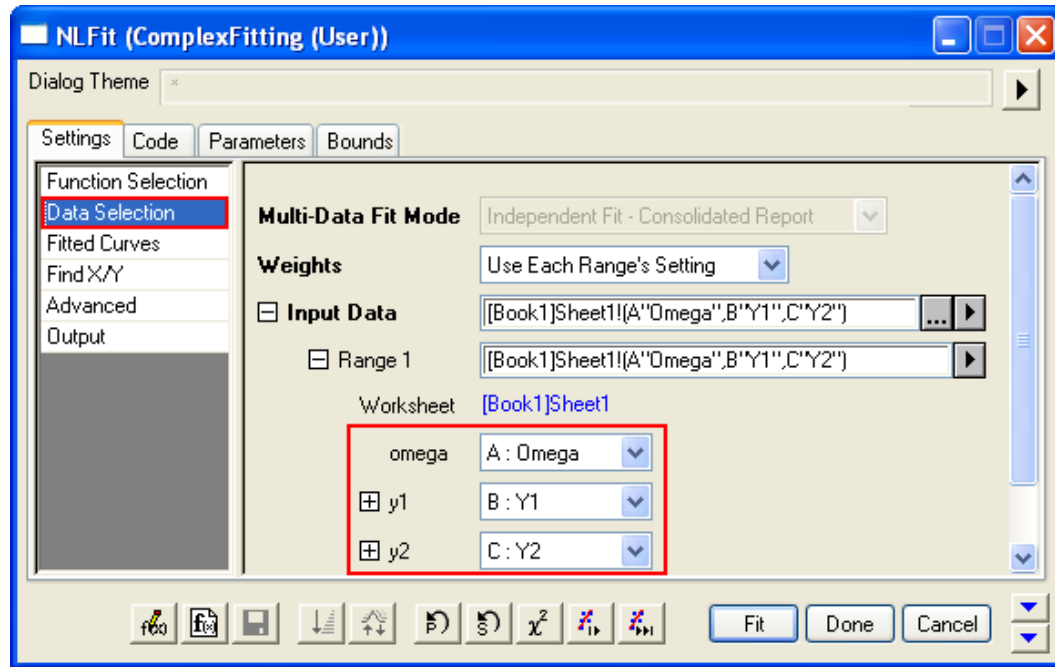 NLFit (ComplexFitting (User))
Dialog Theme *
Settings Code Parameters Bounds
Function Selection
Data Selection
Fitted Curves
Find X/Y
Advanced
Output
Multi-Data Fit Mode Independent Fit - Consolidated Report
Weights Use Each Range's Setting
Input Data [Book1]Sheet1!(A"Omega",B"Y1",C"Y2") ...
Range 1 [Book1]Sheet1!(A"Omega",B"Y1",C"Y2")
Worksheet [Book1]Sheet1
omega A : Omega
y1 B : Y1
y2 C : Y2
χ² Fit Done Cancel